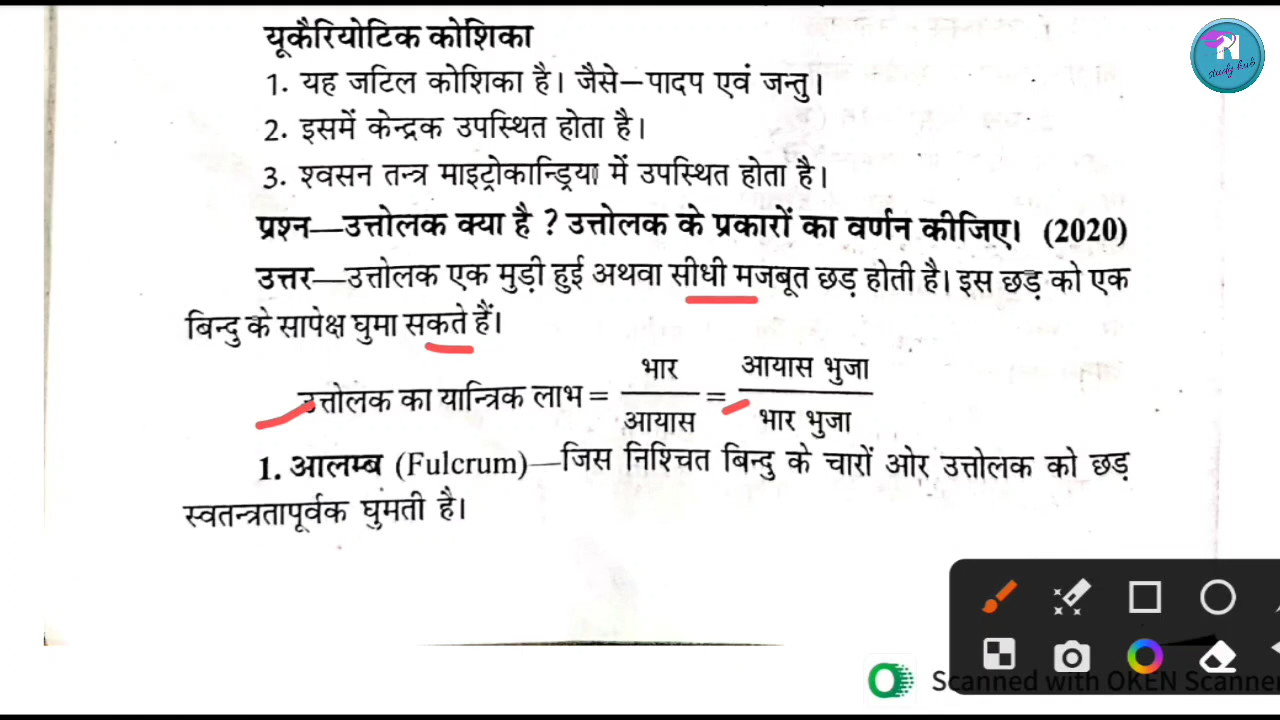 यूकैरियोटिक कोशिका
1. यह जटिल कोशिका है। जैसे—पादप एवं जन्तु।
2. इसमें केन्द्रक उपस्थित होता है।
3. श्वसन तन्त्र माइट्रोकान्ड्रिया में उपस्थित होता है।
प्रश्न—उत्तोलक क्या है ? उत्तोलक के प्रकारों का वर्णन कीजिए। (2020)
उत्तर—उत्तोलक एक मुड़ी हुई अथवा सीधी मजबूत छड़ होती है। इस छड़ को एक
बिन्दु के सापेक्ष घुमा सकते हैं।
उत्तोलक का यान्त्रिक लाभ = भार / आयास = आयास भुजा / भार भुजा
1. आलम्ब (Fulcrum)—जिस निश्चित बिन्दु के चारों ओर उत्तोलक को छड़
स्वतन्त्रतापूर्वक घुमती है।
study hub
Scanned with OKEN Scanner